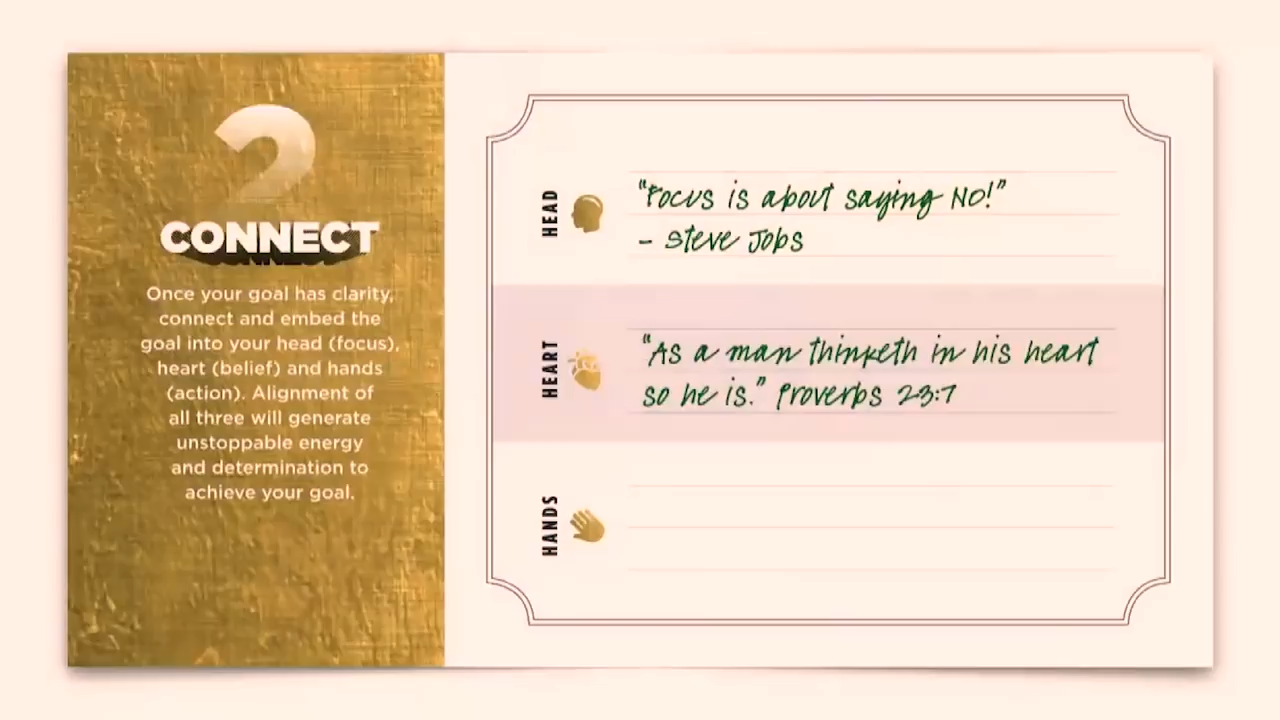 2
CONNECT
Once your goal has clarity,
connect and embed the
goal into your head (focus),
heart (belief) and hands
(action). Alignment of
all three will generate
unstoppable energy
and determination to
achieve your goal.
HEAD
"Focus is about saying NO!"
- Steve Jobs
HEART
"As a man thinketh in his heart
so he is." Proverbs 23:7
HANDS